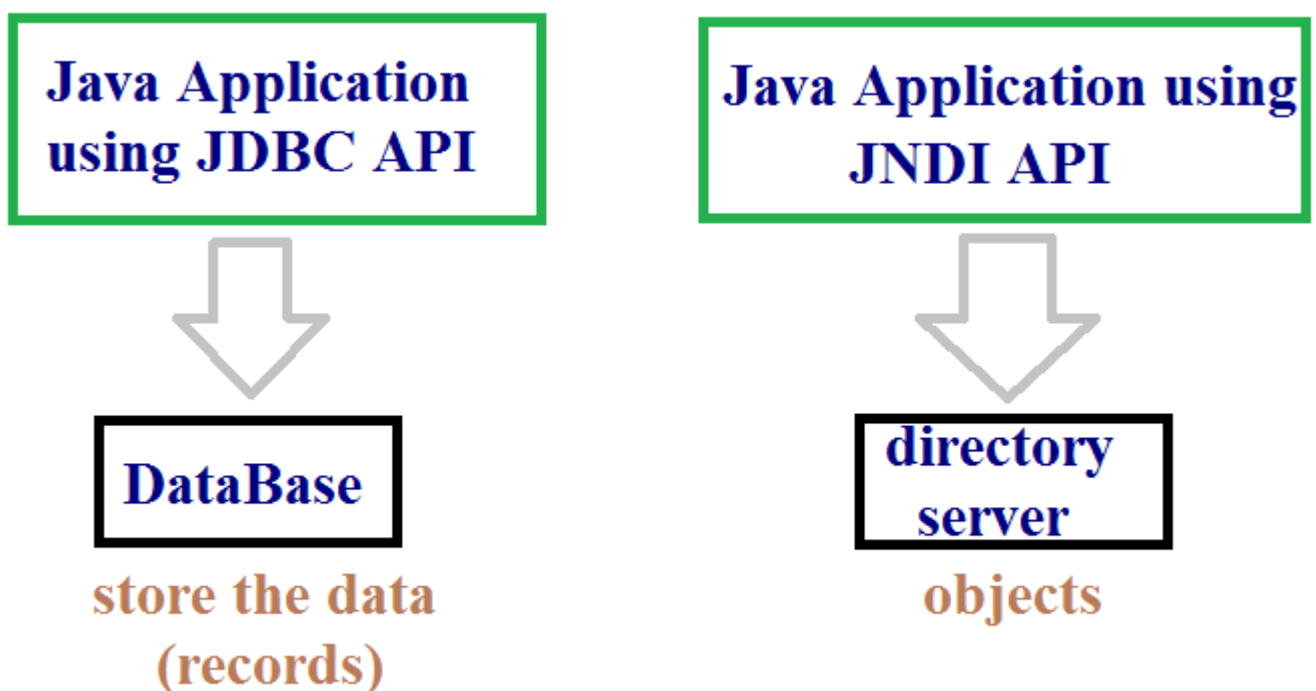 Java Application
using JDBC API
DataBase
store the data
(records)
Java Application using
JNDI API
directory
server
objects